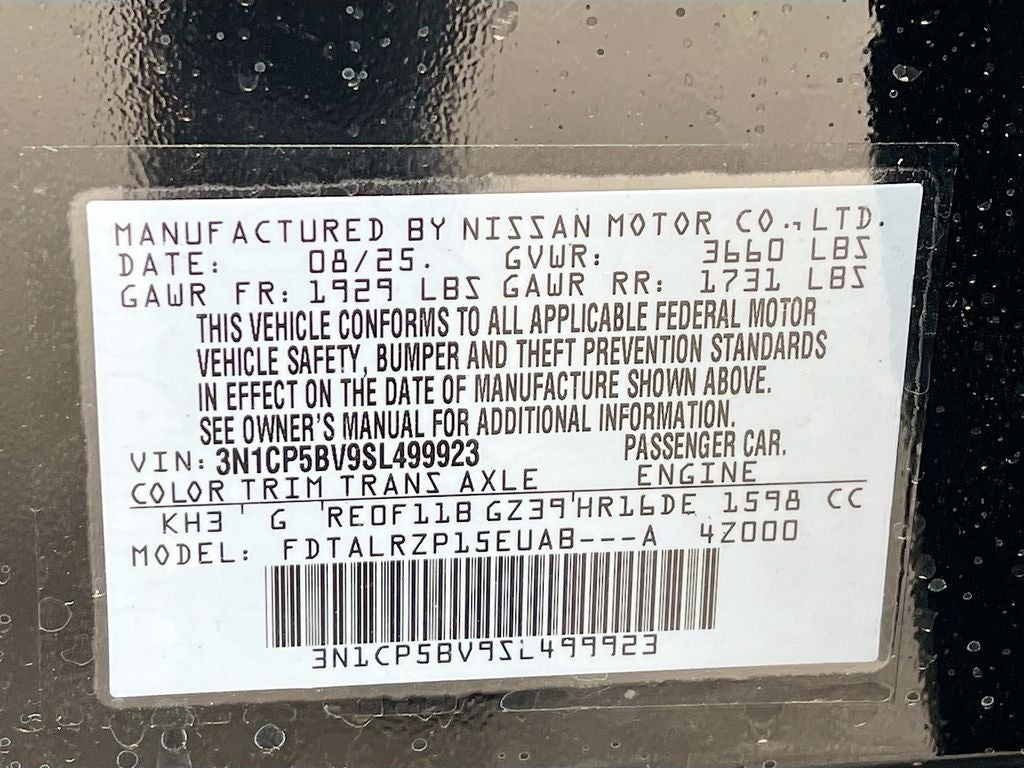 MANUFACTURED BY NISSAN MOTOR CO., LTD.
DATE: 08/25. GVWR: 3660 LBS
GAWR FR: 1929 LBS GAWR RR: 1731 LBS
THIS VEHICLE CONFORMS TO ALL APPLICABLE FEDERAL MOTOR
VEHICLE SAFETY, BUMPER AND THEFT PREVENTION STANDARDS
IN EFFECT ON THE DATE OF MANUFACTURE SHOWN ABOVE.
SEE OWNER'S MANUAL FOR ADDITIONAL INFORMATION.
VIN: 3N1CP5BV9SL499923 PASSENGER CAR.
COLOR TRIM TRANS AXLE ENGINE
KH3 ' G 'RE0F11B GZ39'HR16DE 1598 CC
MODEL: FDTALRZP15EUAB---A 4Z000
3N1CP5BV9SL499923